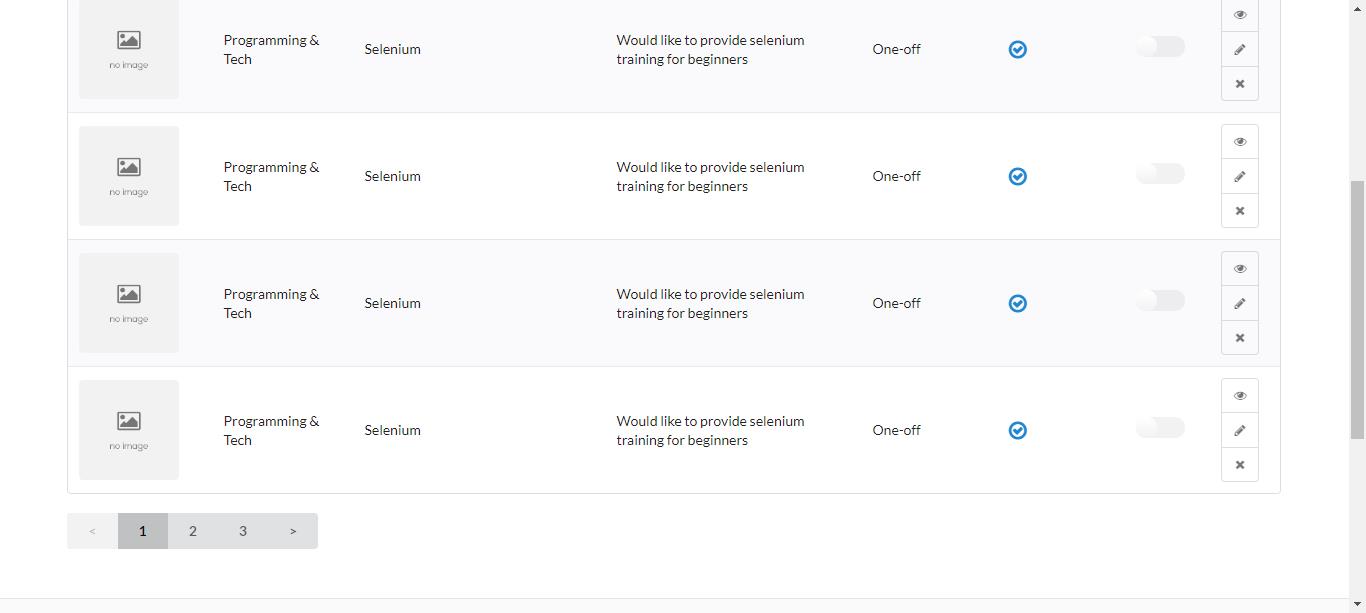 no image
Programming &
Tech
Selenium
Would like to provide selenium
training for beginners
One-off
no image
Programming &
Tech
Selenium
Would like to provide selenium
training for beginners
One-off
no image
Programming &
Tech
Selenium
Would like to provide selenium
training for beginners
One-off
no image
Programming &
Tech
Selenium
Would like to provide selenium
training for beginners
One-off
< 1 2 3 >